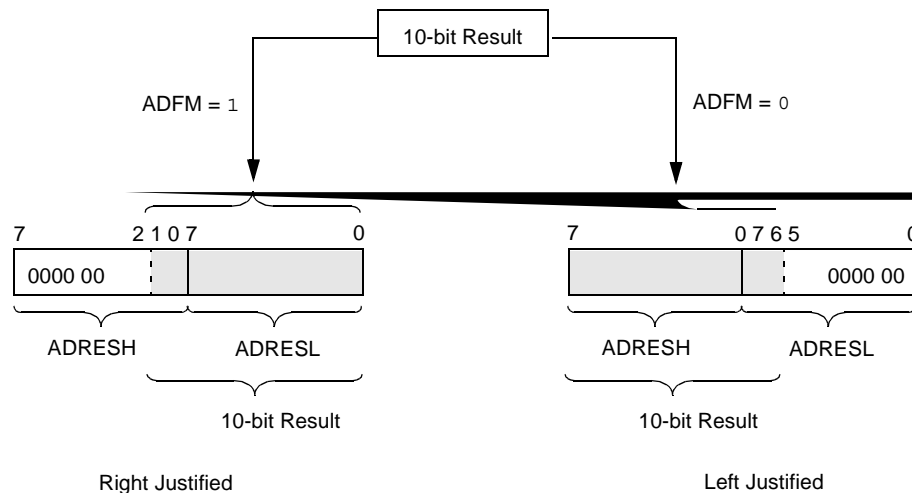 10-bit Result
ADFM = 1
ADFM = 0
7 2 1 0 7 0
7 0 7 6 5 0
0000 00
0000 00
ADRESH
ADRESL
ADRESH
ADRESL
10-bit Result
10-bit Result
Right Justified
Left Justified